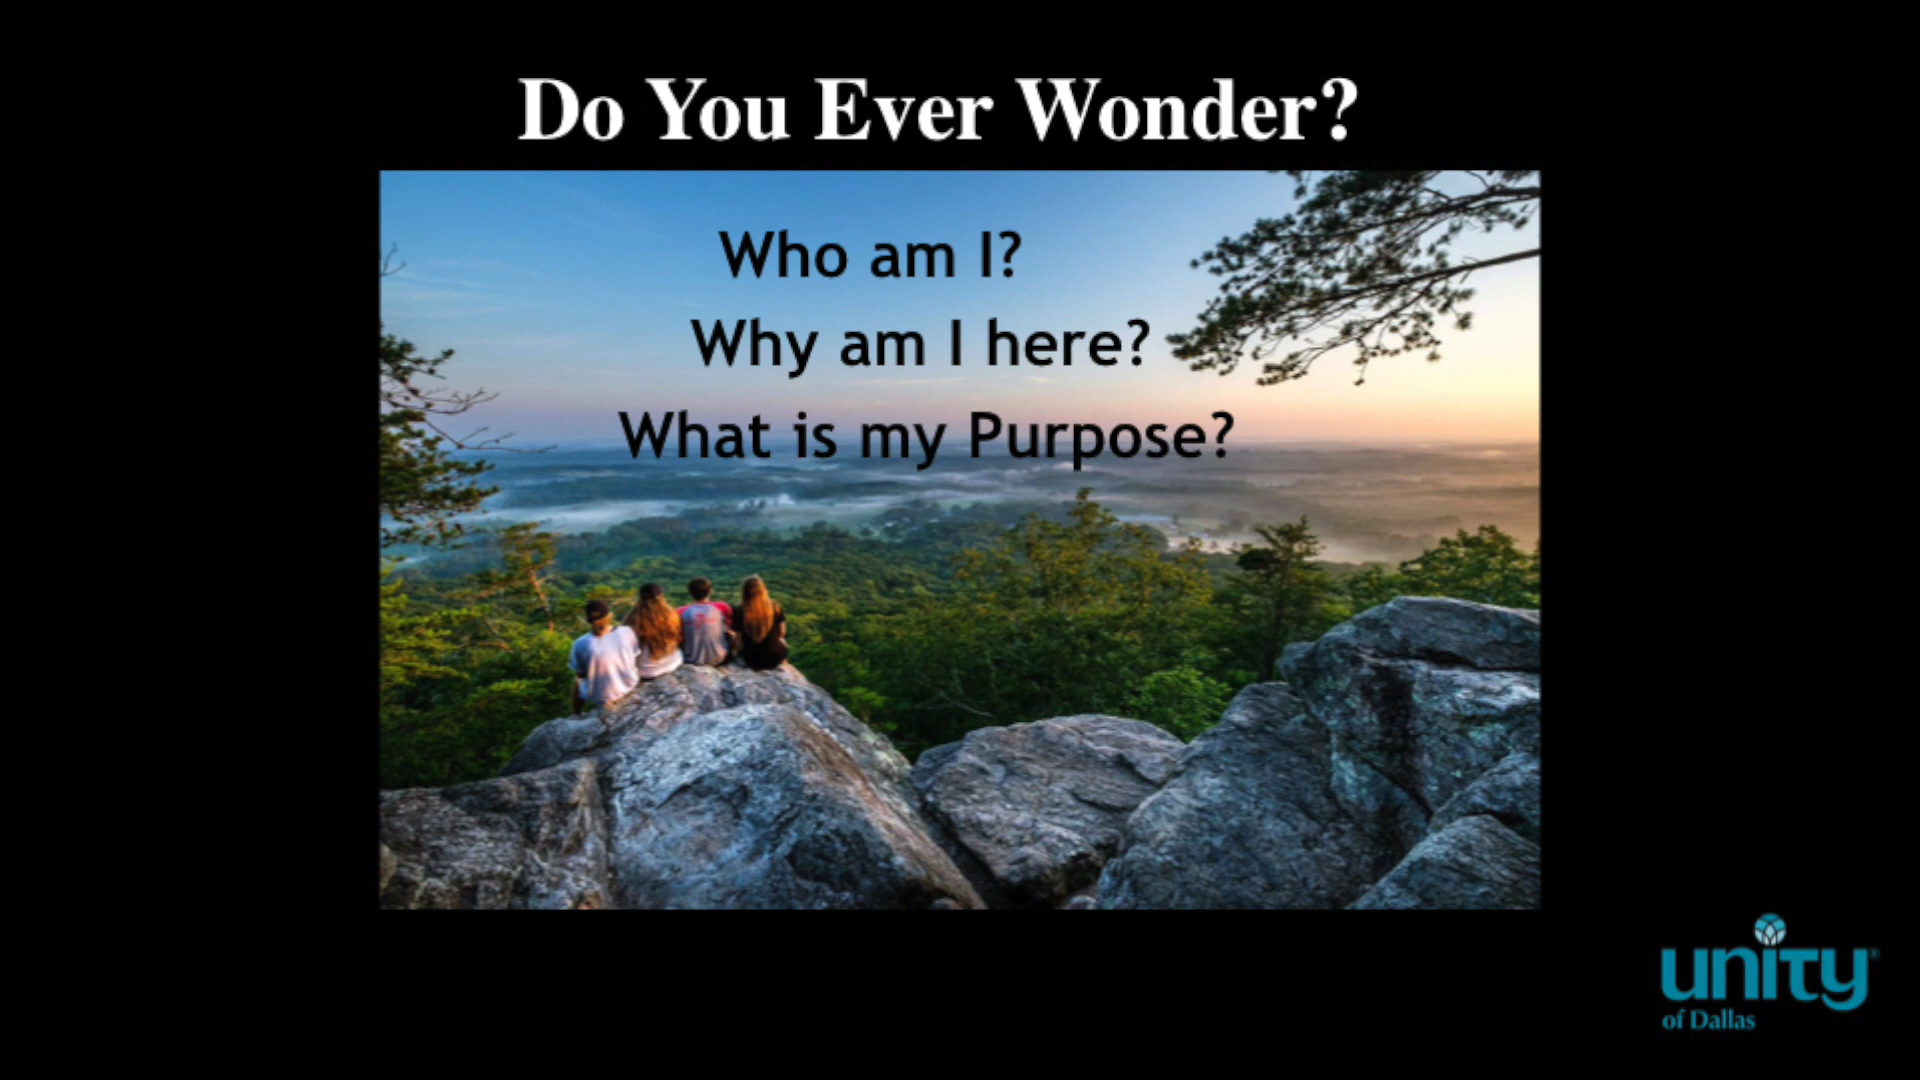 Do You Ever Wonder?
Who am I?
Why am I here?
What is my Purpose?
unity
of Dallas